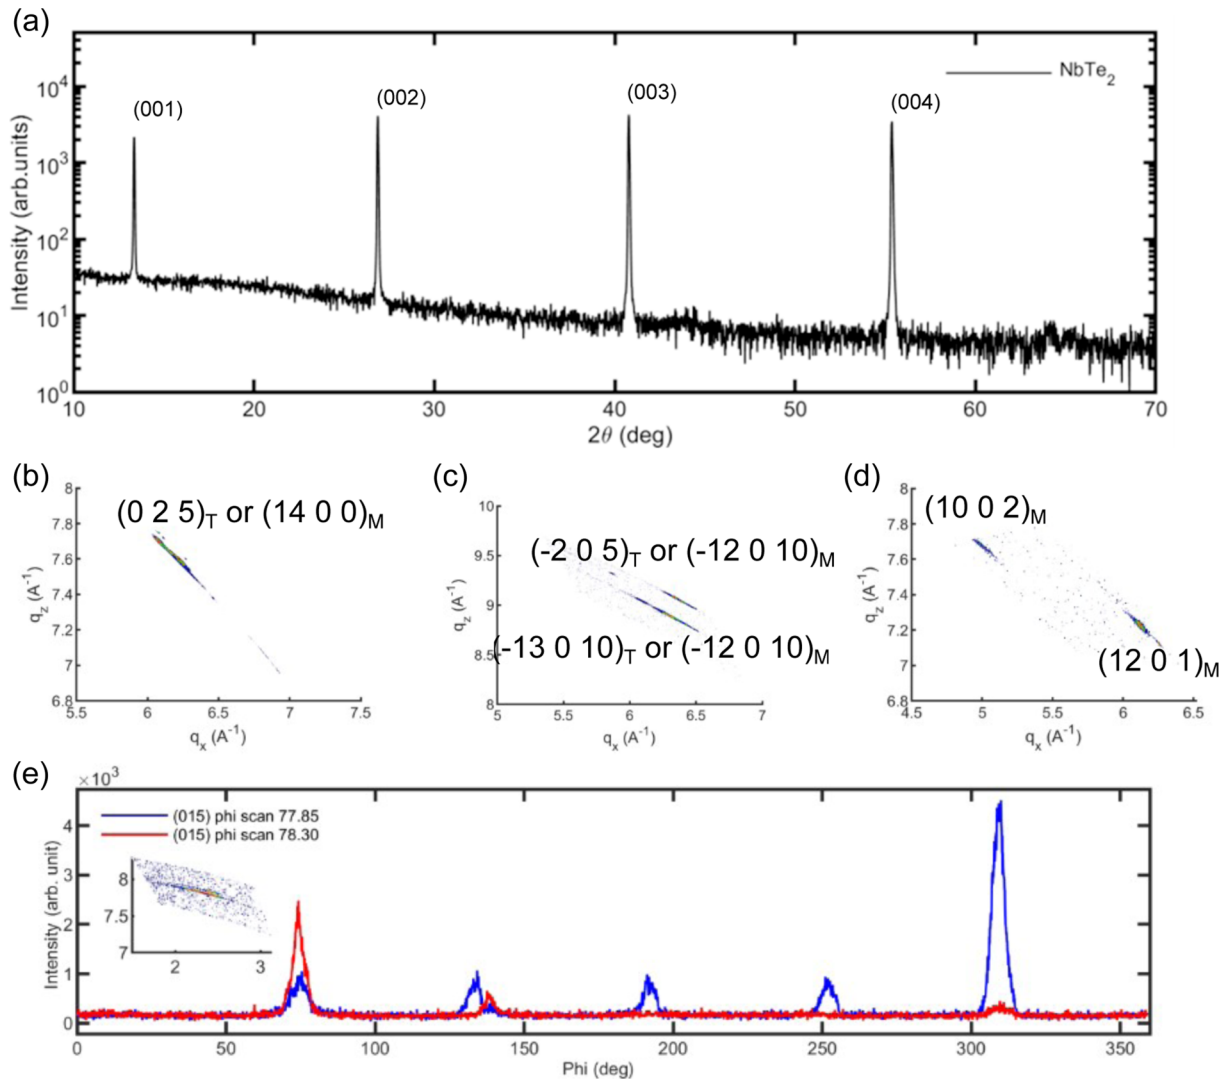 (a)
NbTe2
(001)
(002)
(003)
(004)
10^4
10^3
10^2
10^1
10^0
Intensity (arb.units)
10 20 30 40 50 60 70
2θ (deg)
(b)
(0 2 5)T or (14 0 0)M
8
7.8
7.6
7.4
7.2
7
6.8
qz (A^-1)
5.5 6 6.5 7 7.5
qx (A^-1)
(c)
(-2 0 5)T or (-12 0 10)M
(-13 0 10)T or (-12 0 10)M
10
9.5
9
8.5
8
qz (A^-1)
5 5.5 6 6.5 7
qx (A^-1)
(d)
(10 0 2)M
(12 0 1)M
8
7.8
7.6
7.4
7.2
7
6.8
qz (A^-1)
4.5 5 5.5 6 6.5
qx (A^-1)
(e)
×10^3
(015) phi scan 77.85
(015) phi scan 78.30
8
7.5
7
2 3
4
3
2
1
0
Intensity (arb. unit)
0 50 100 150 200 250 300 350
Phi (deg)